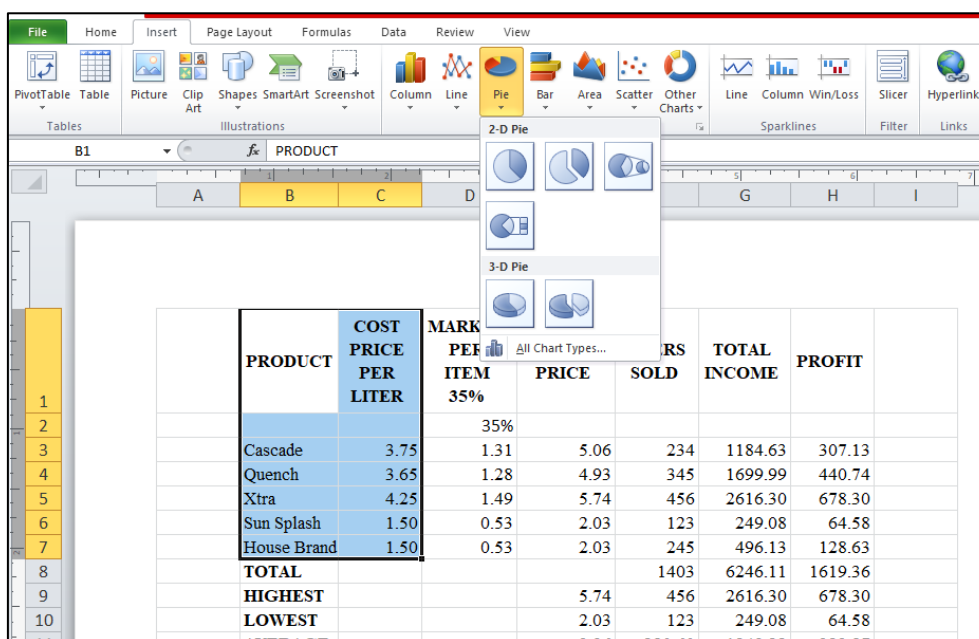 File Home Insert Page Layout Formulas Data Review View
PivotTable Table Picture Clip Art Shapes SmartArt Screenshot Column Line Pie Bar Area Scatter Other Charts Line Column Win/Loss Slicer Hyperlink
Tables Illustrations Sparklines Filter Links
2-D Pie
B1 fx PRODUCT
1 2 5 6 7
A B C D G H I
3-D Pie
All Chart Types...
1 PRODUCT COST PRICE PER LITER MARK PER ITEM 35% PRICE RS SOLD TOTAL INCOME PROFIT
2 35%
3 Cascade 3.75 1.31 5.06 234 1184.63 307.13
4 Quench 3.65 1.28 4.93 345 1699.99 440.74
5 Xtra 4.25 1.49 5.74 456 2616.30 678.30
6 Sun Splash 1.50 0.53 2.03 123 249.08 64.58
7 House Brand 1.50 0.53 2.03 245 496.13 128.63
8 TOTAL 1403 6246.11 1619.36
9 HIGHEST 5.74 456 2616.30 678.30
10 LOWEST 2.03 123 249.08 64.58